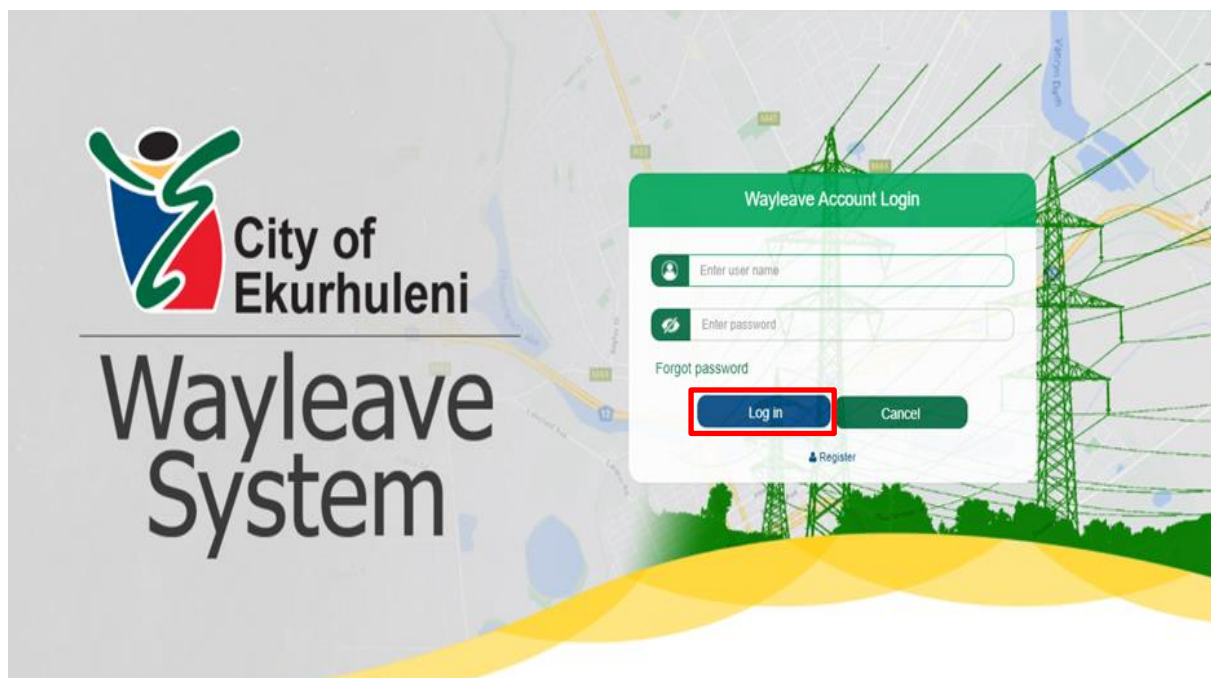 City of
Ekurhuleni
Wayleave
System
Wayleave Account Login
Enter user name
Enter password
Forgot password
Log in
Cancel
Register